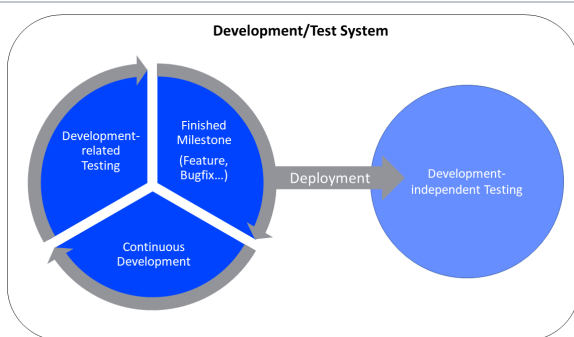 Development/Test System
Development-
related
Testing
Finished
Milestone
(Feature,
Bugfix...)
Deployment
Development-
independent Testing
Continuous
Development